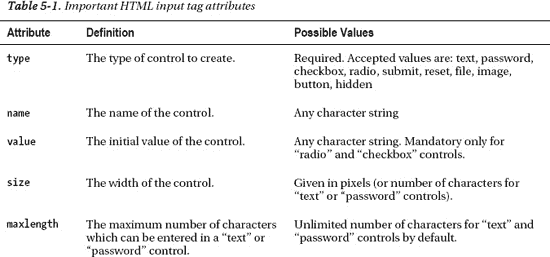 Table 5-1. Important HTML input tag attributes
Attribute Definition Possible Values
type The type of control to create. Required. Accepted values are: text, password,
checkbox, radio, submit, reset, file, image,
button, hidden
name The name of the control. Any character string
value The initial value of the control. Any character string. Mandatory only for
“radio” and “checkbox” controls.
size The width of the control. Given in pixels (or number of characters for
“text” or “password” controls).
maxlength The maximum number of characters Unlimited number of characters for “text” and
which can be entered in a “text” or “password” controls by default.
“password” control.